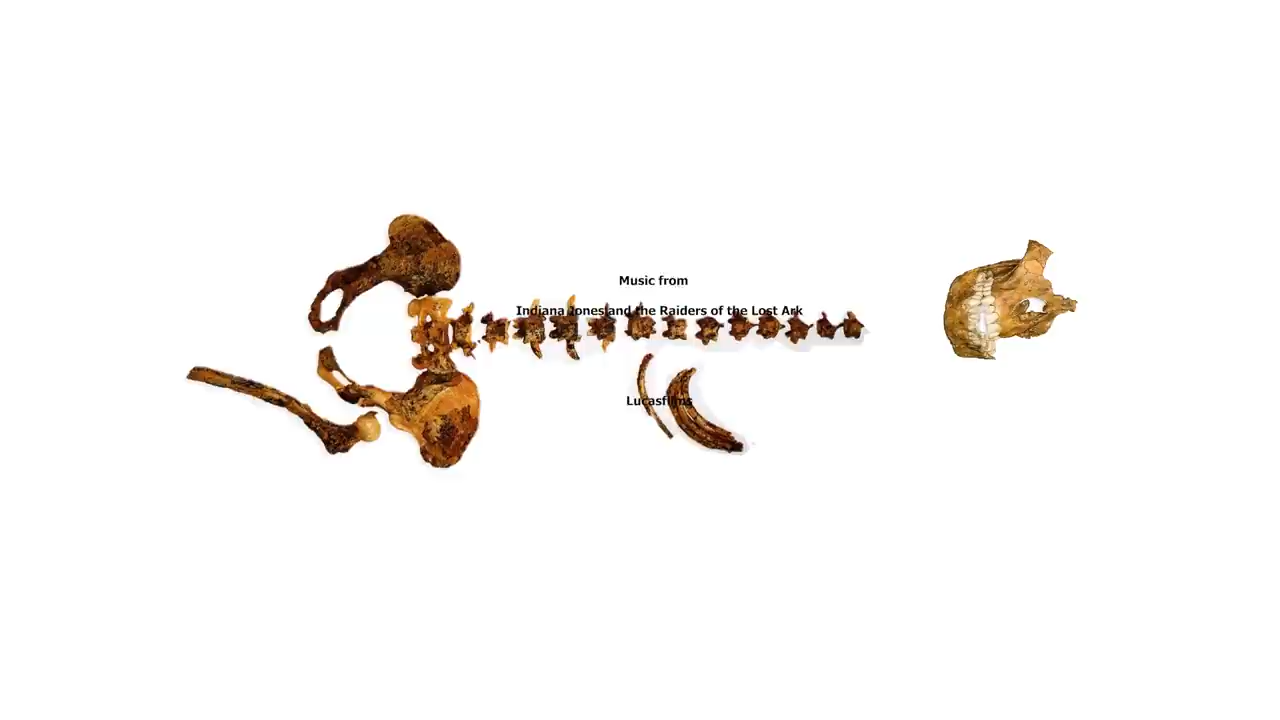 Music from
Indiana Jones and the Raiders of the Lost Ark
Lucasfilms